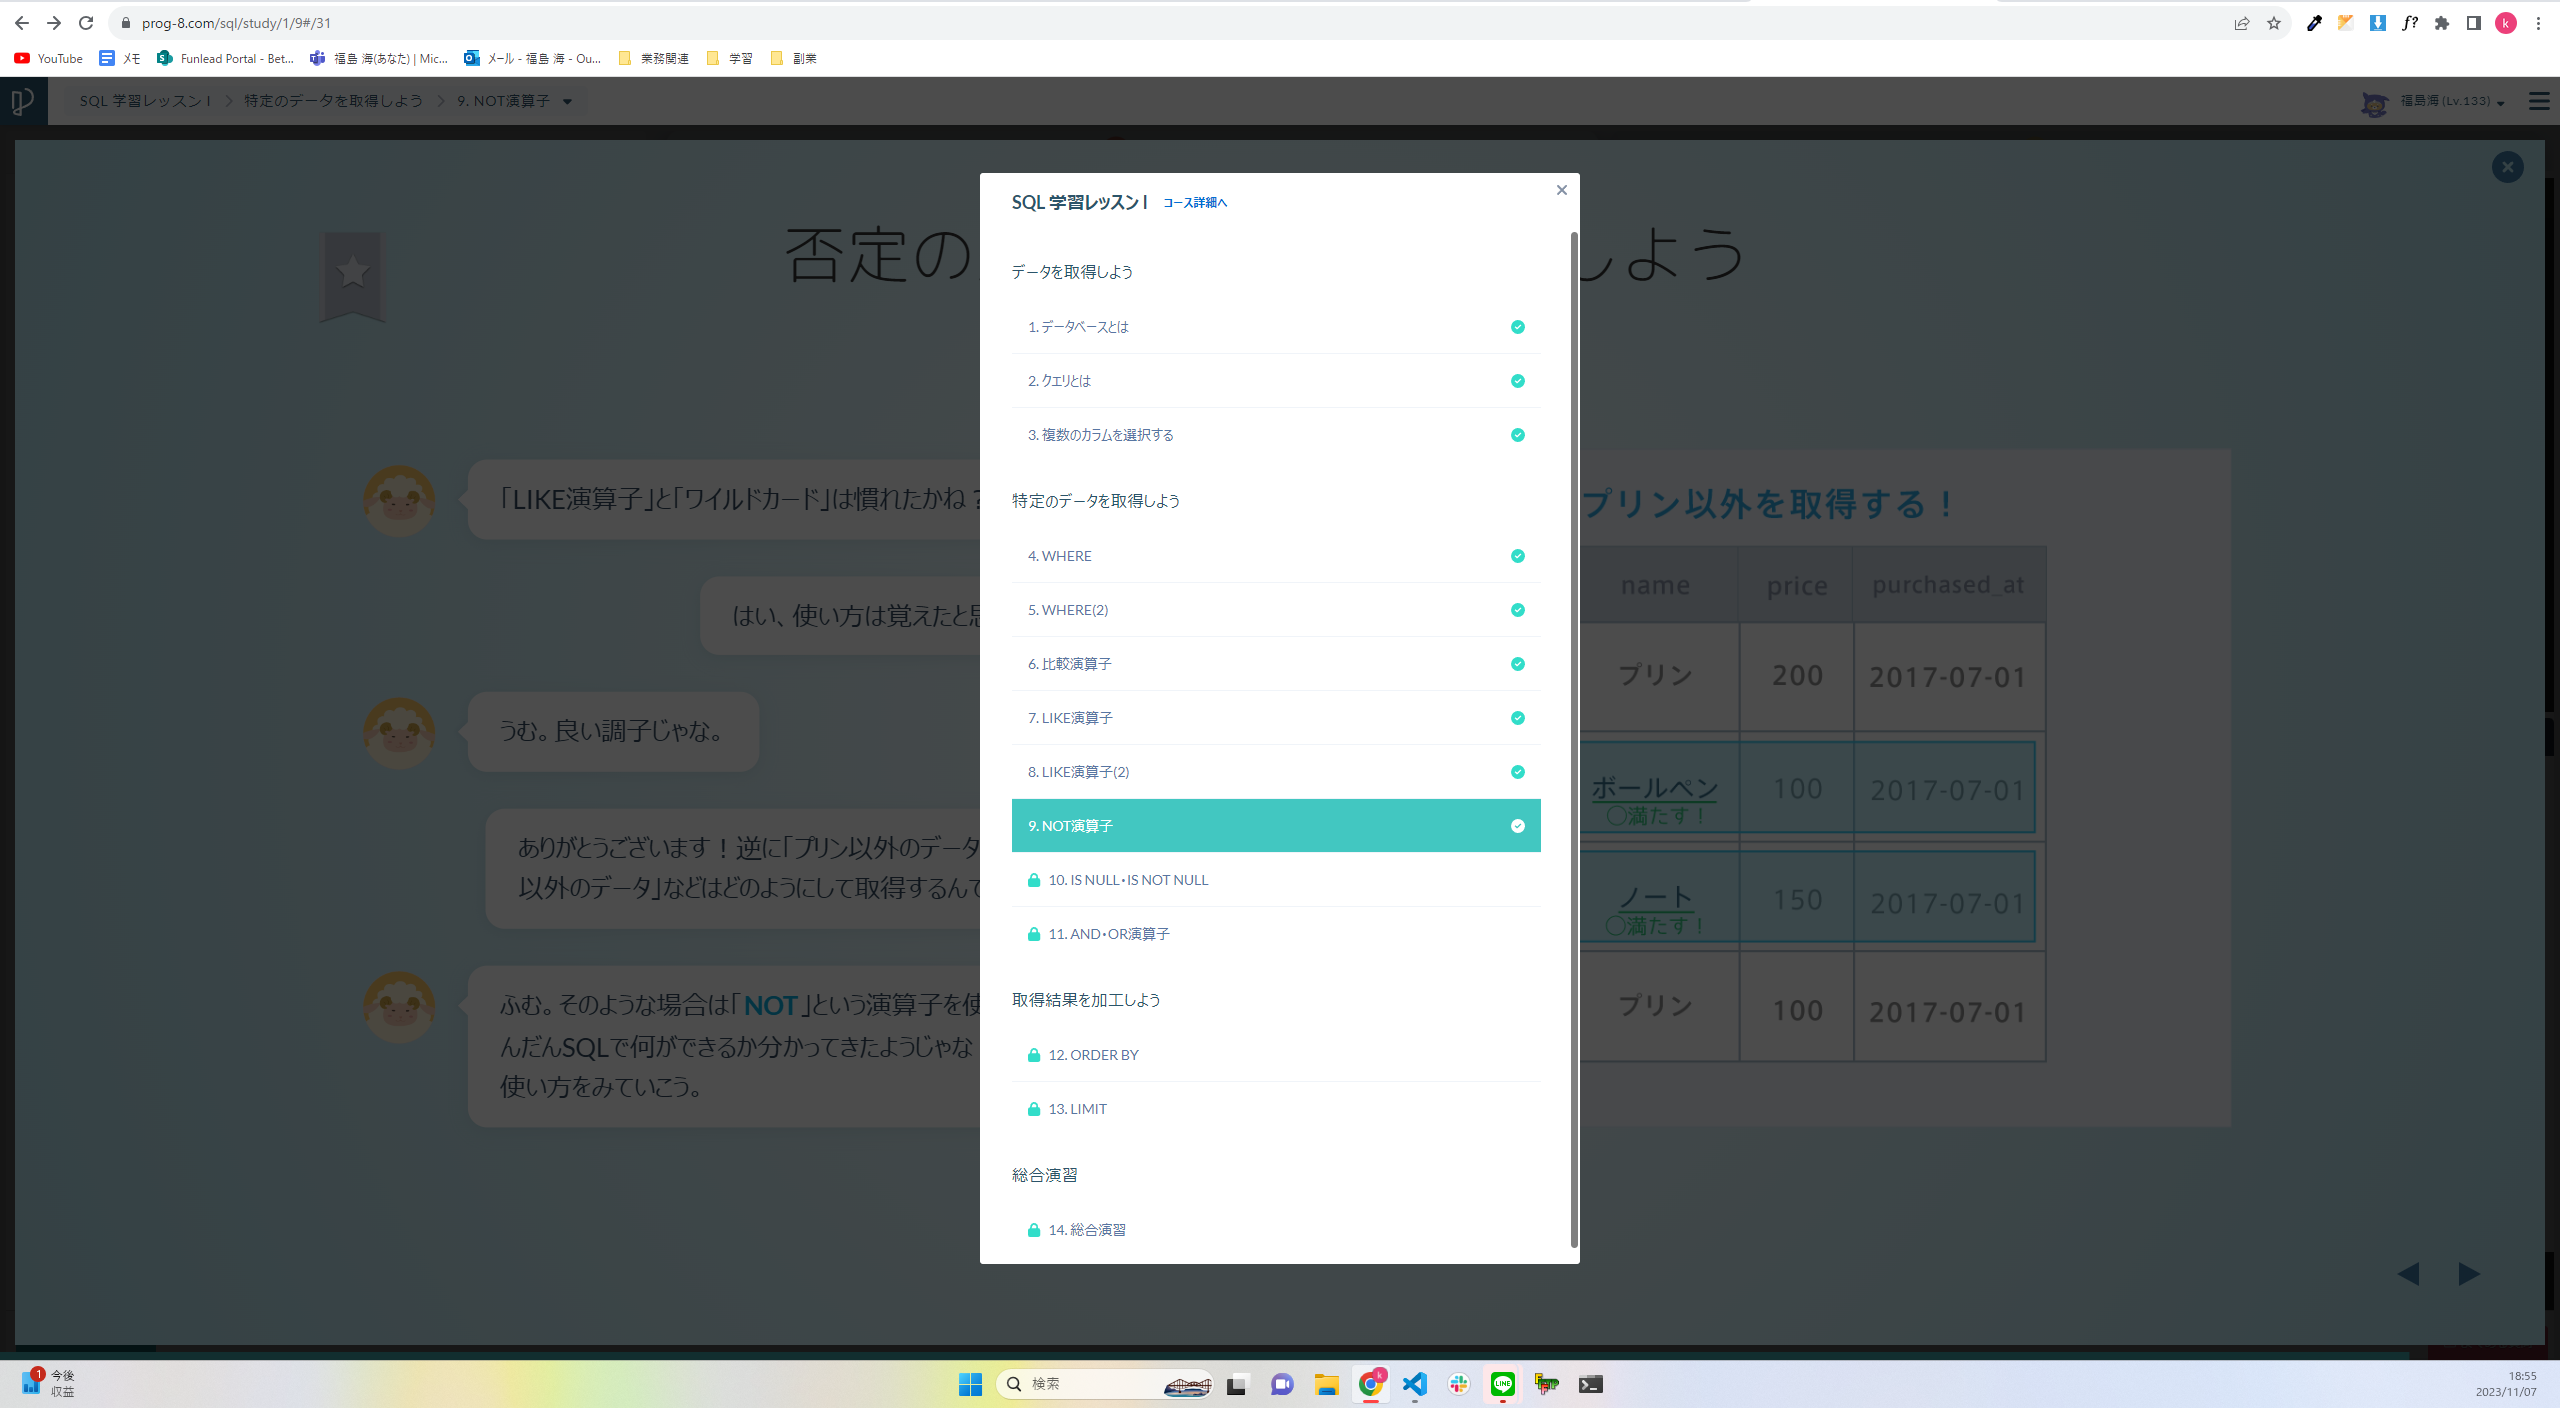 prog-8.com/sql/study/1/9#/31
f?
k
YouTube
メモ
Funlead Portal - Bet...
福島 海(あなた) | Mic...
メール - 福島 海 - Ou...
業務関連
学習
副業
SQL 学習レッスン I
特定のデータを取得しよう
9. NOT演算子
福島海 (Lv.133)
否定の
しよう
「LIKE演算子」と「ワイルドカード」は慣れたかね？
はい、使い方は覚えたと思
うむ。良い調子じゃな。
ありがとうございます！逆に「プリン以外のデータ
以外のデータ」などはどのようにして取得するんで
ふむ。そのような場合は「NOT」という演算子を使
んだんSQLで何ができるか分かってきたようじゃな
使い方をみていこう。
SQL 学習レッスン I
コース詳細へ
データを取得しよう
1. データベースとは
2. クエリとは
3. 複数のカラムを選択する
特定のデータを取得しよう
4. WHERE
5. WHERE(2)
6. 比較演算子
7. LIKE演算子
8. LIKE演算子(2)
9. NOT演算子
10. IS NULL・IS NOT NULL
11. AND・OR演算子
取得結果を加工しよう
12. ORDER BY
13. LIMIT
総合演習
14. 総合演習
プリン以外を取得する！
name price purchased_at
プリン 200 2017-07-01
ボールペン 100 2017-07-01
○満たす！
ノート 150 2017-07-01
○満たす！
プリン 100 2017-07-01
1
今後
収益
検索
k
LINE
18:55
2023/11/07